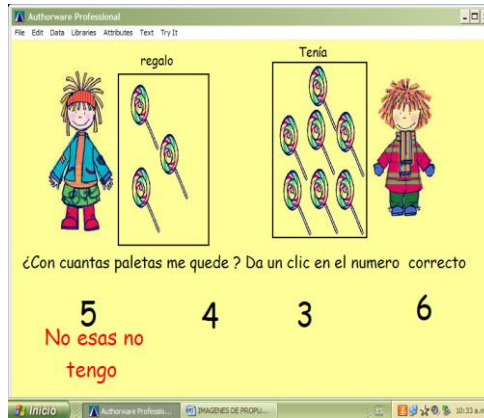 Authorware Professional
File Edit Data Libraries Attributes Text Try It
regalo
Tenía
¿Con cuantas paletas me quede ? Da un clic en el numero correcto
5 4 3 6
No esas no
tengo
Inicio Authorware Professio... IMAGENES DE PROPU... 10:33 a.m.